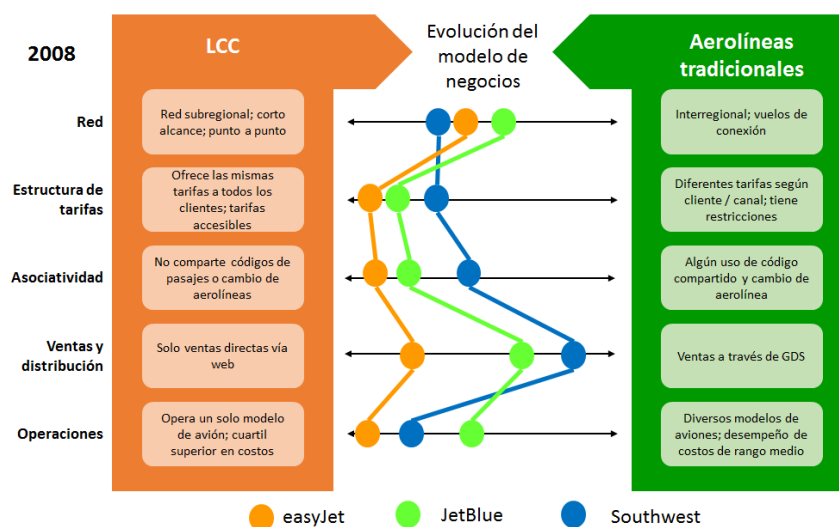 2008
LCC
Evolución del
modelo de
negocios
Aerolíneas
tradicionales
Red
Red subregional; corto
alcance; punto a punto
Interregional; vuelos de
conexión
Estructura de
tarifas
Ofrece las mismas
tarifas a todos los
clientes; tarifas
accesibles
Diferentes tarifas según
cliente / canal; tiene
restricciones
Asociatividad
No comparte códigos de
pasajes o cambio de
aerolíneas
Algún uso de código
compartido y cambio de
aerolínea
Ventas y
distribución
Solo ventas directas vía
web
Ventas a través de GDS
Operaciones
Opera un solo modelo
de avión; cuartil
superior en costos
Diversos modelos de
aviones; desempeño de
costos de rango medio
easyJet
JetBlue
Southwest